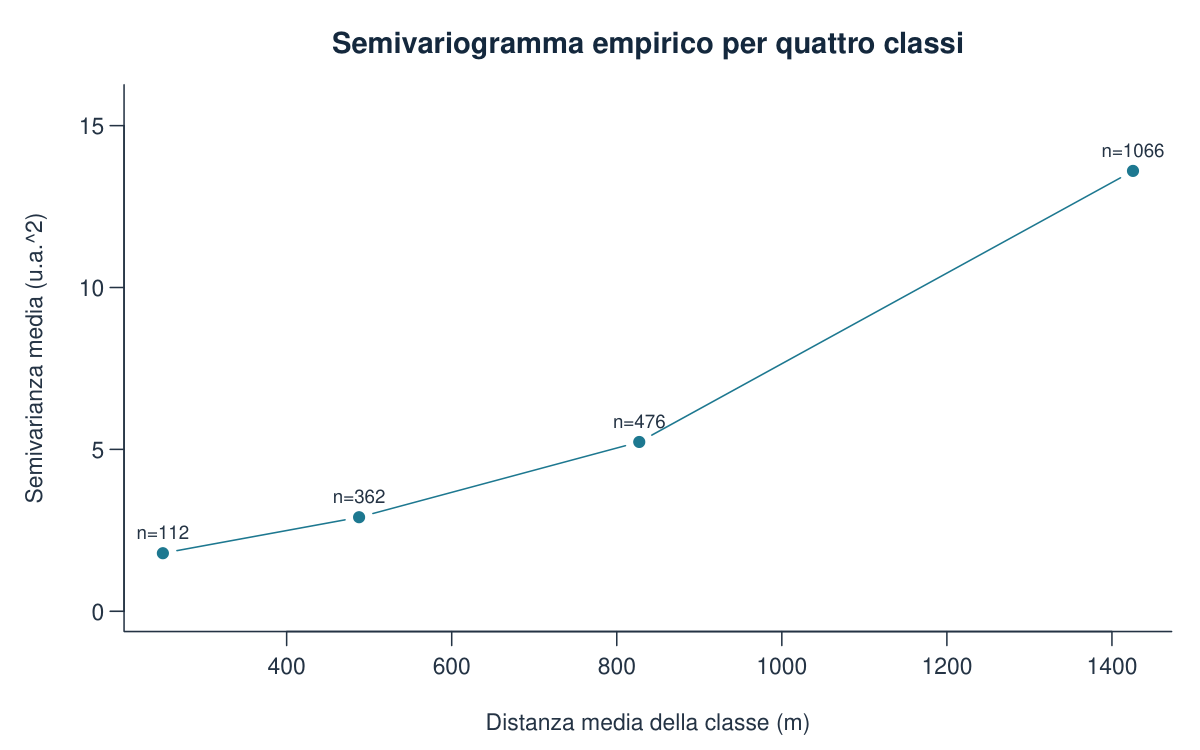 Semivariogramma empirico per quattro classi
Semivarianza media (u.a.^2)
15
10
5
0
n=112
n=362
n=476
n=1066
400
600
800
1000
1200
1400
Distanza media della classe (m)